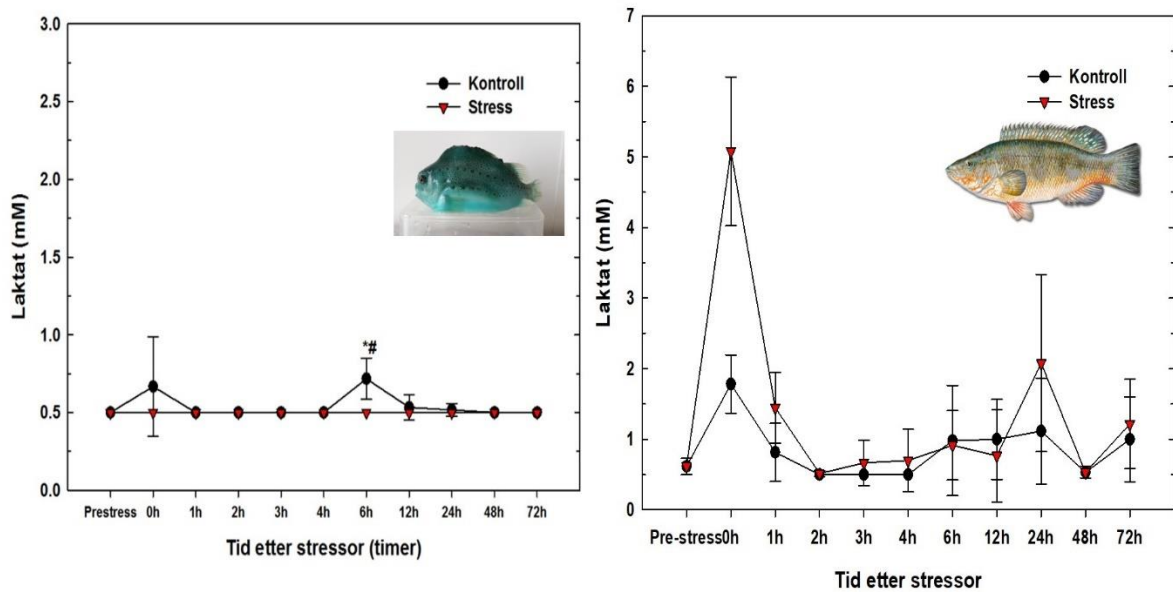 3.0
2.5
2.0
1.5
1.0
0.5
0.0
Laktat (mM)
Kontroll
Stress
*#
Prestress 0h 1h 2h 3h 4h 6h 12h 24h 48h 72h
Tid etter stressor (timer)
7
6
5
4
3
2
1
0
Laktat (mM)
Kontroll
Stress
Pre-stress 0h 1h 2h 3h 4h 6h 12h 24h 48h 72h
Tid etter stressor